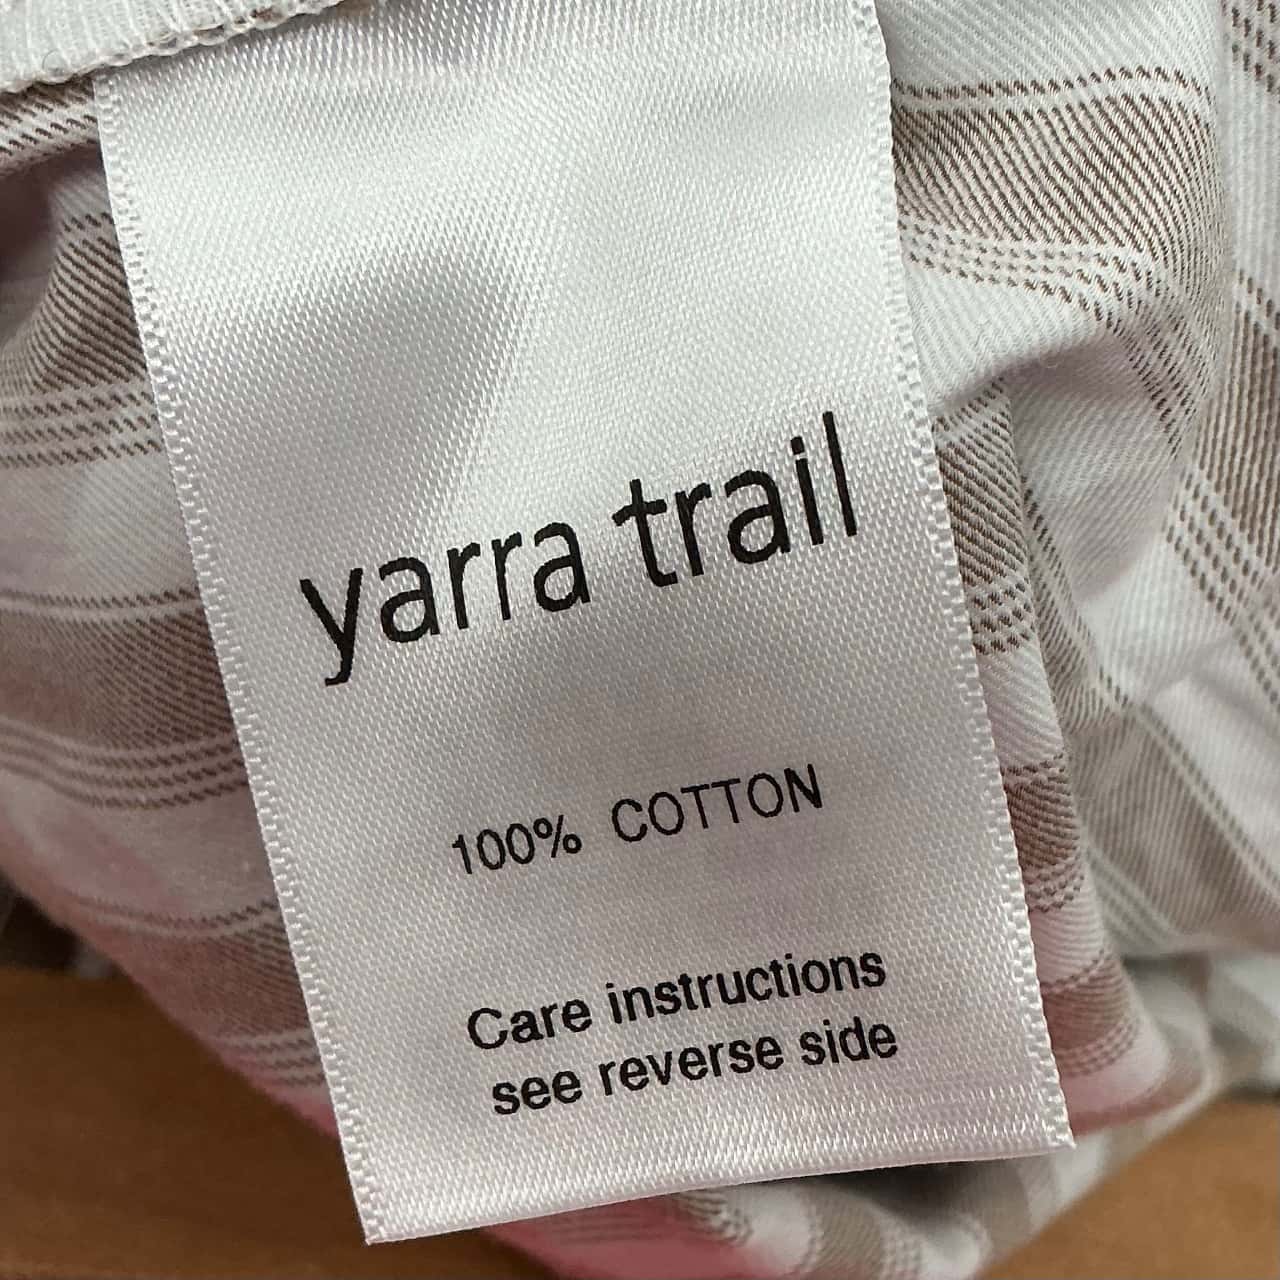 yarra trail
100% COTTON
Care instructions
see reverse side